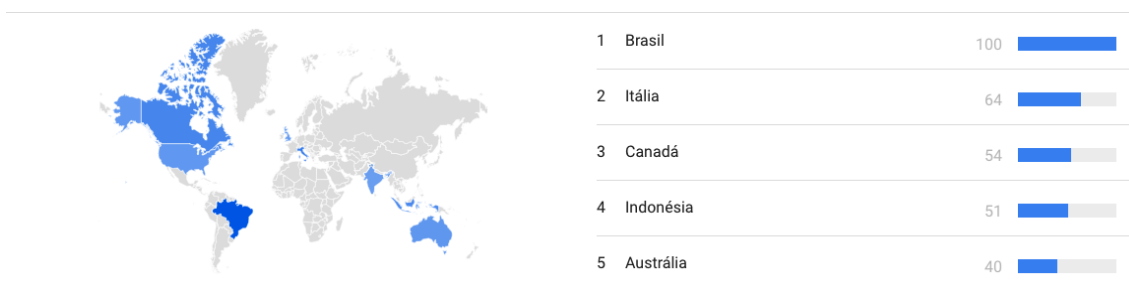 1 Brasil 100
2 Itália 64
3 Canadá 54
4 Indonésia 51
5 Austrália 40